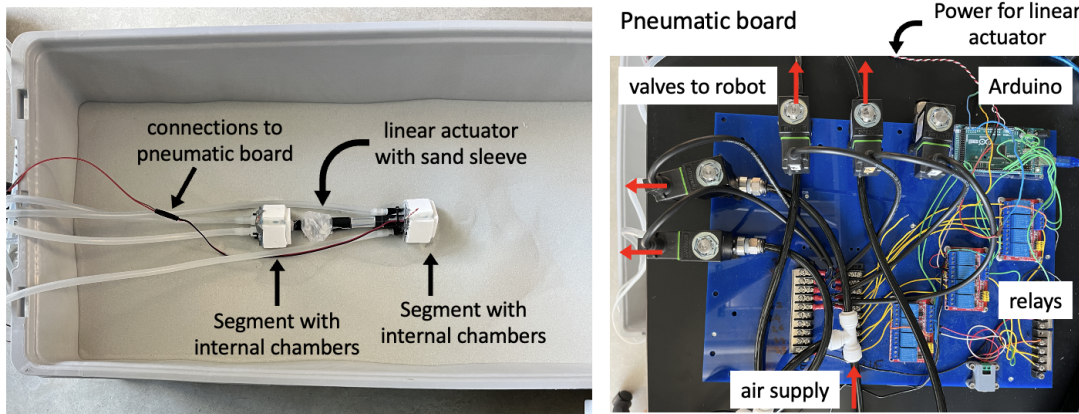 connections to
pneumatic board
linear actuator
with sand sleeve
Segment with
internal chambers
Segment with
internal chambers
Pneumatic board
Power for linear
actuator
valves to robot
Arduino
relays
air supply